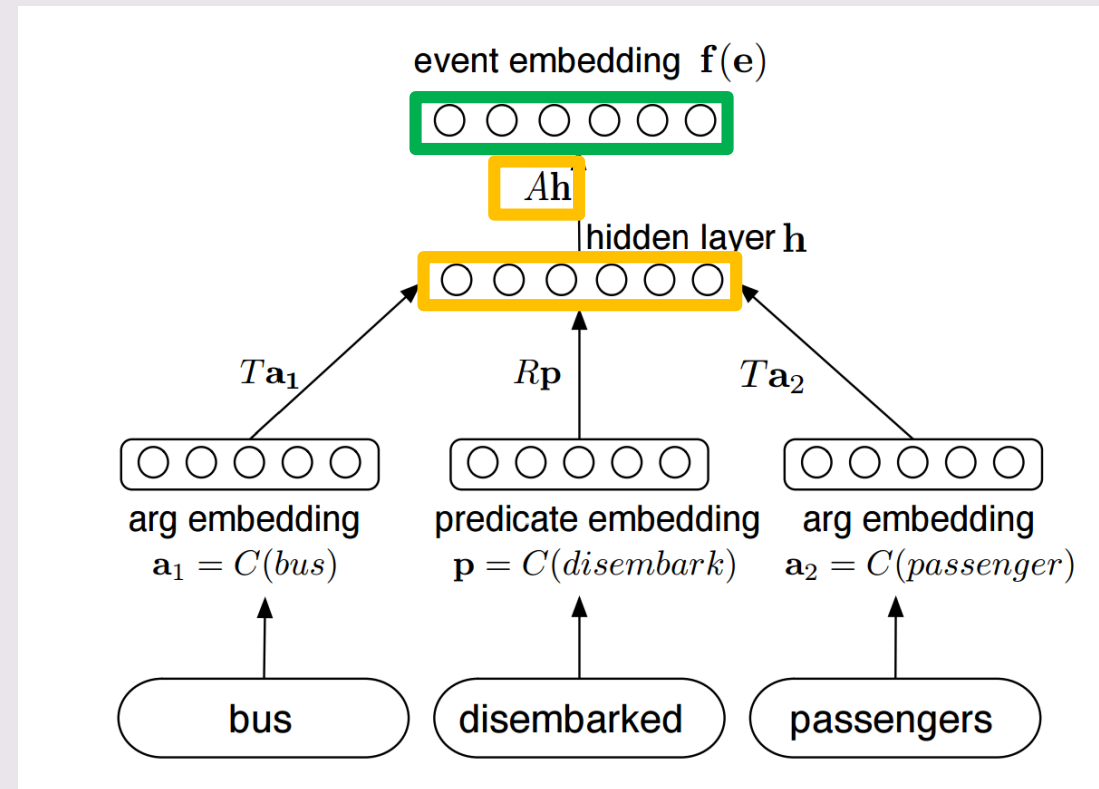 event embedding f(e)
Ah
hidden layer h
Ta₁ Rp Ta₂
arg embedding predicate embedding arg embedding
a₁ = C(bus) p = C(disembark) a₂ = C(passenger)
bus disembarked passengers